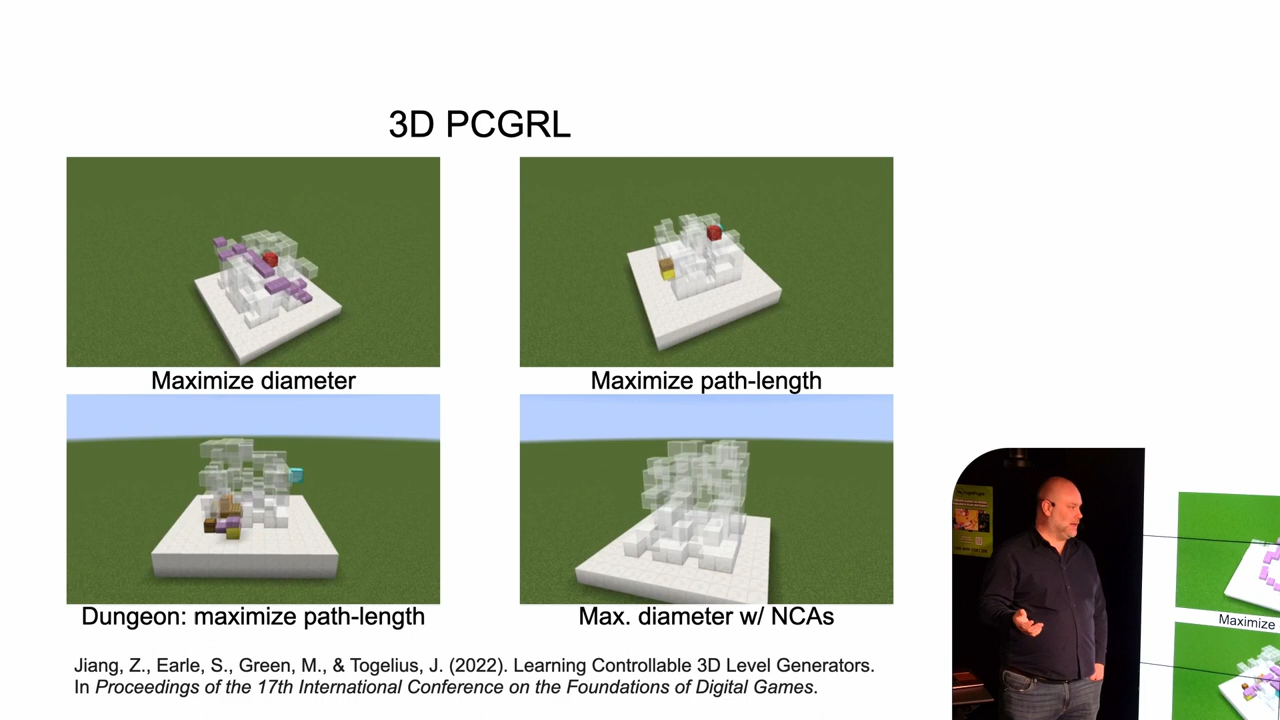 3D PCGRL
Maximize diameter
Maximize path-length
Dungeon: maximize path-length
Max. diameter w/ NCAs
Jiang, Z., Earle, S., Green, M., & Togelius, J. (2022). Learning Controllable 3D Level Generators.
In Proceedings of the 17th International Conference on the Foundations of Digital Games.
Maximize